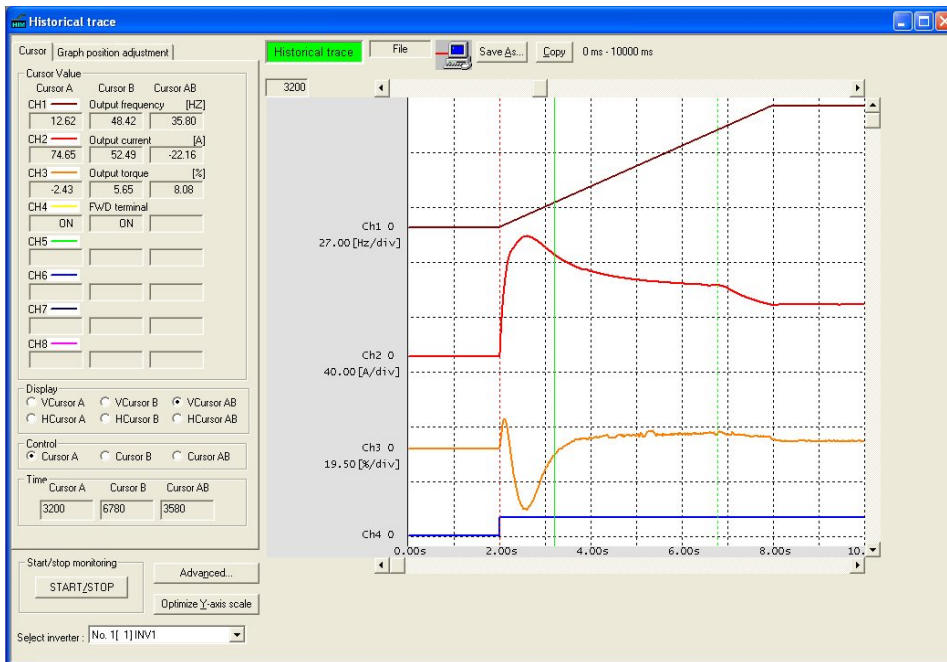 HIM Historical trace
Cursor Graph position adjustment
Historical trace File Save As... Copy 0 ms - 10000 ms
Cursor Value
Cursor A Cursor B Cursor AB
CH1 Output frequency [HZ]
12.62 48.42 35.80
CH2 Output current [A]
74.65 52.49 -22.16
CH3 Output torque [%]
-2.43 5.65 8.08
CH4 FWD terminal
ON ON
CH5
CH6
CH7
CH8
Display
VCursor A VCursor B VCursor AB
HCursor A HCursor B HCursor AB
Control
Cursor A Cursor B Cursor AB
Time
Cursor A Cursor B Cursor AB
3200 6780 3580
Start/stop monitoring
START/STOP
Advanced...
Optimize Y-axis scale
Select inverter : No. 1[ 1] INV1
3200
Ch1 0
27.00[Hz/div]
Ch2 0
40.00[A/div]
Ch3 0
19.50[%/div]
Ch4 0
0.00s 2.00s 4.00s 6.00s 8.00s 10.